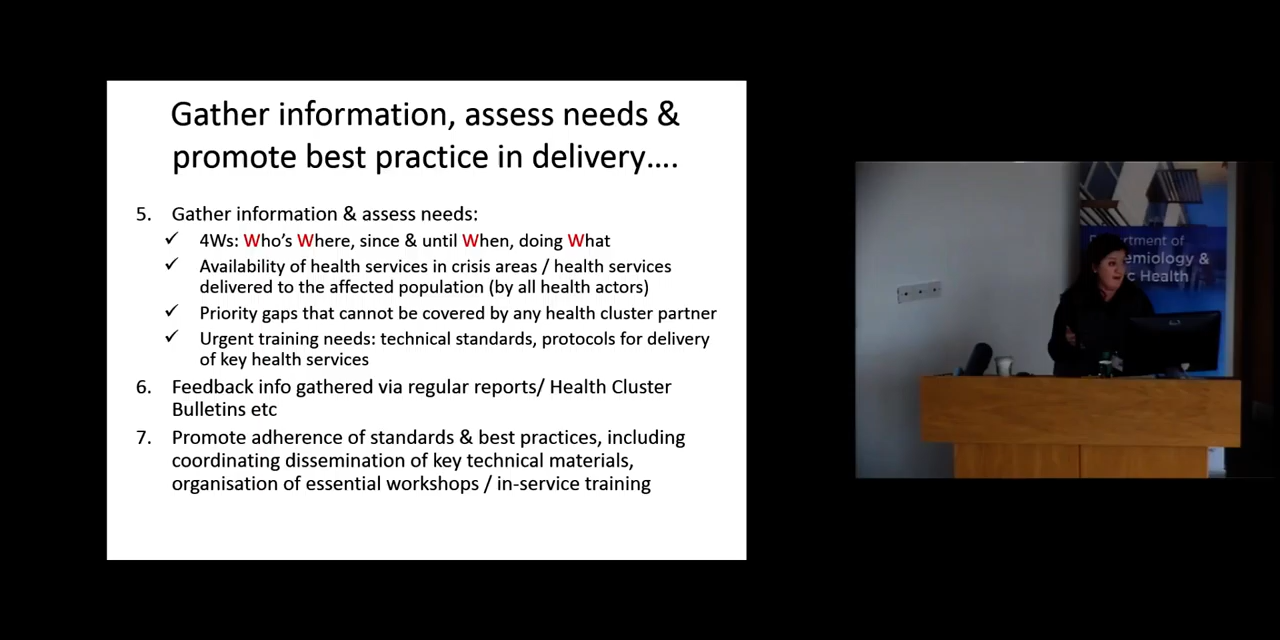 Gather information, assess needs &
promote best practice in delivery....
5. Gather information & assess needs:
✓ 4Ws: Who's Where, since & until When, doing What
✓ Availability of health services in crisis areas / health services
delivered to the affected population (by all health actors)
✓ Priority gaps that cannot be covered by any health cluster partner
✓ Urgent training needs: technical standards, protocols for delivery
of key health services
6. Feedback info gathered via regular reports/ Health Cluster
Bulletins etc
7. Promote adherence of standards & best practices, including
coordinating dissemination of key technical materials,
organisation of essential workshops / in-service training
rtment of
emiology &
c Health